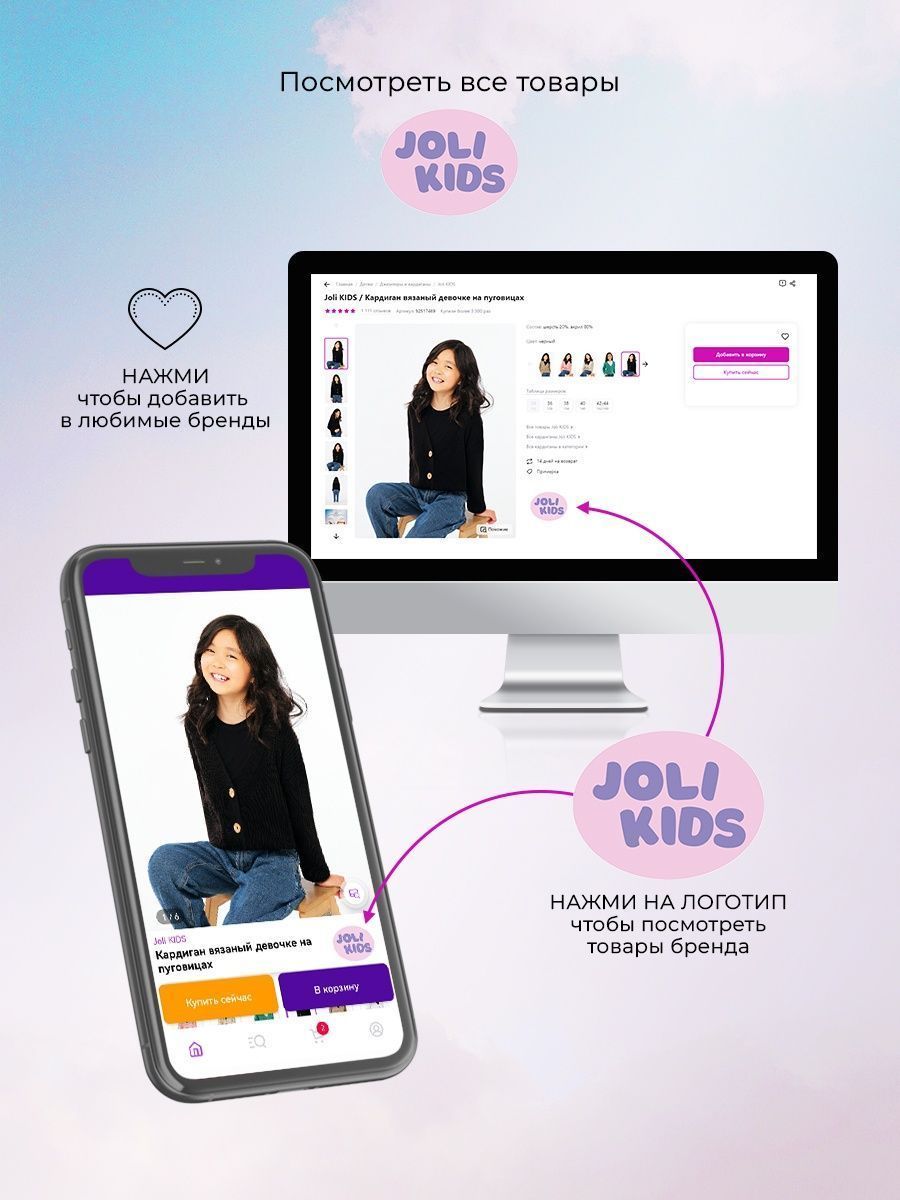 Посмотреть все товары
JOLI
KIDS
НАЖМИ
чтобы добавить
в любимые бренды
Главная / Детям / Джемперы и кардиганы / Joli KIDS
Joli KIDS / Кардиган вязаный девочке на пуговицах
1 111 отзывов Артикул: 92517489 Купили более 3 900 раз
Состав: шерсть 20%, акрил 80%
Цвет: черный
Добавить в корзину
Купить сейчас
Таблица размеров
36 38 40 42-44
Все товары Joli KIDS
Все кардиганы Joli KIDS
Все кардиганы в категории
14 дней на возврат
Примерка
JOLI
KIDS
Похожие
JOLI
KIDS
НАЖМИ НА ЛОГОТИП
чтобы посмотреть
товары бренда
1 / 6
Joli KIDS
Кардиган вязаный девочке на
пуговицах
JOLI
KIDS
Купить сейчас
В корзину
2